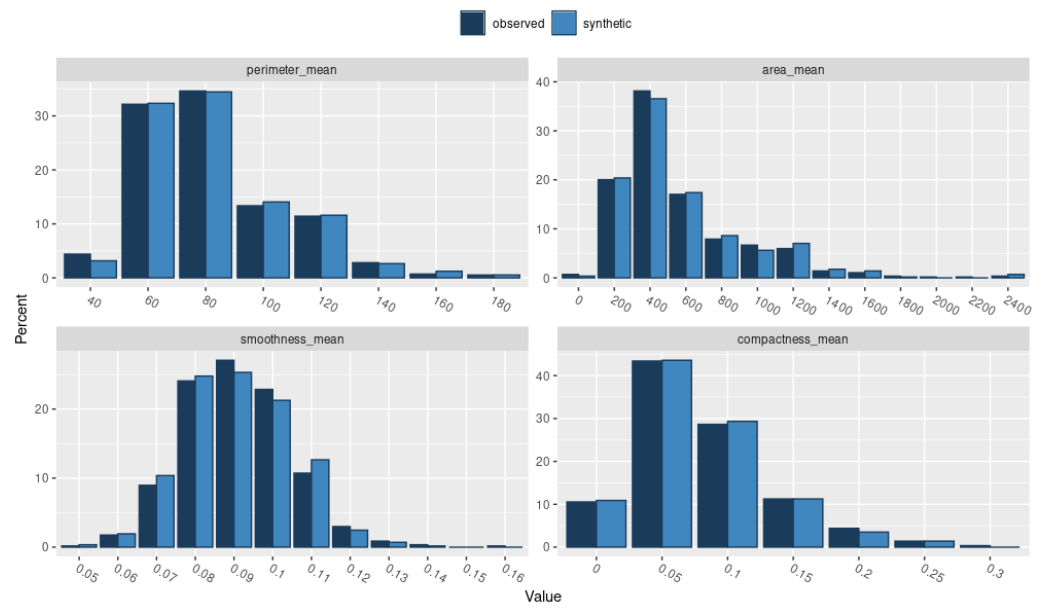 observed synthetic
perimeter_mean
area_mean
30
20
10
0
40 60 80 100 120 140 160 180
40
30
20
10
0
0 200 400 600 800 1000 1200 1400 1600 1800 2000 2200 2400
Percent
smoothness_mean
compactness_mean
20
10
0
0.05 0.06 0.07 0.08 0.09 0.1 0.11 0.12 0.13 0.14 0.15 0.16
40
30
20
10
0
0 0.05 0.1 0.15 0.2 0.25 0.3
Value